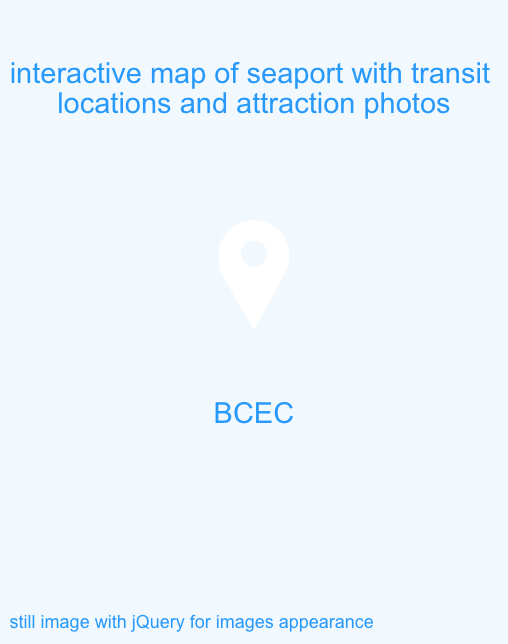 interactive map of seaport with transit
locations and attraction photos
BCEC
still image with jQuery for images appearance